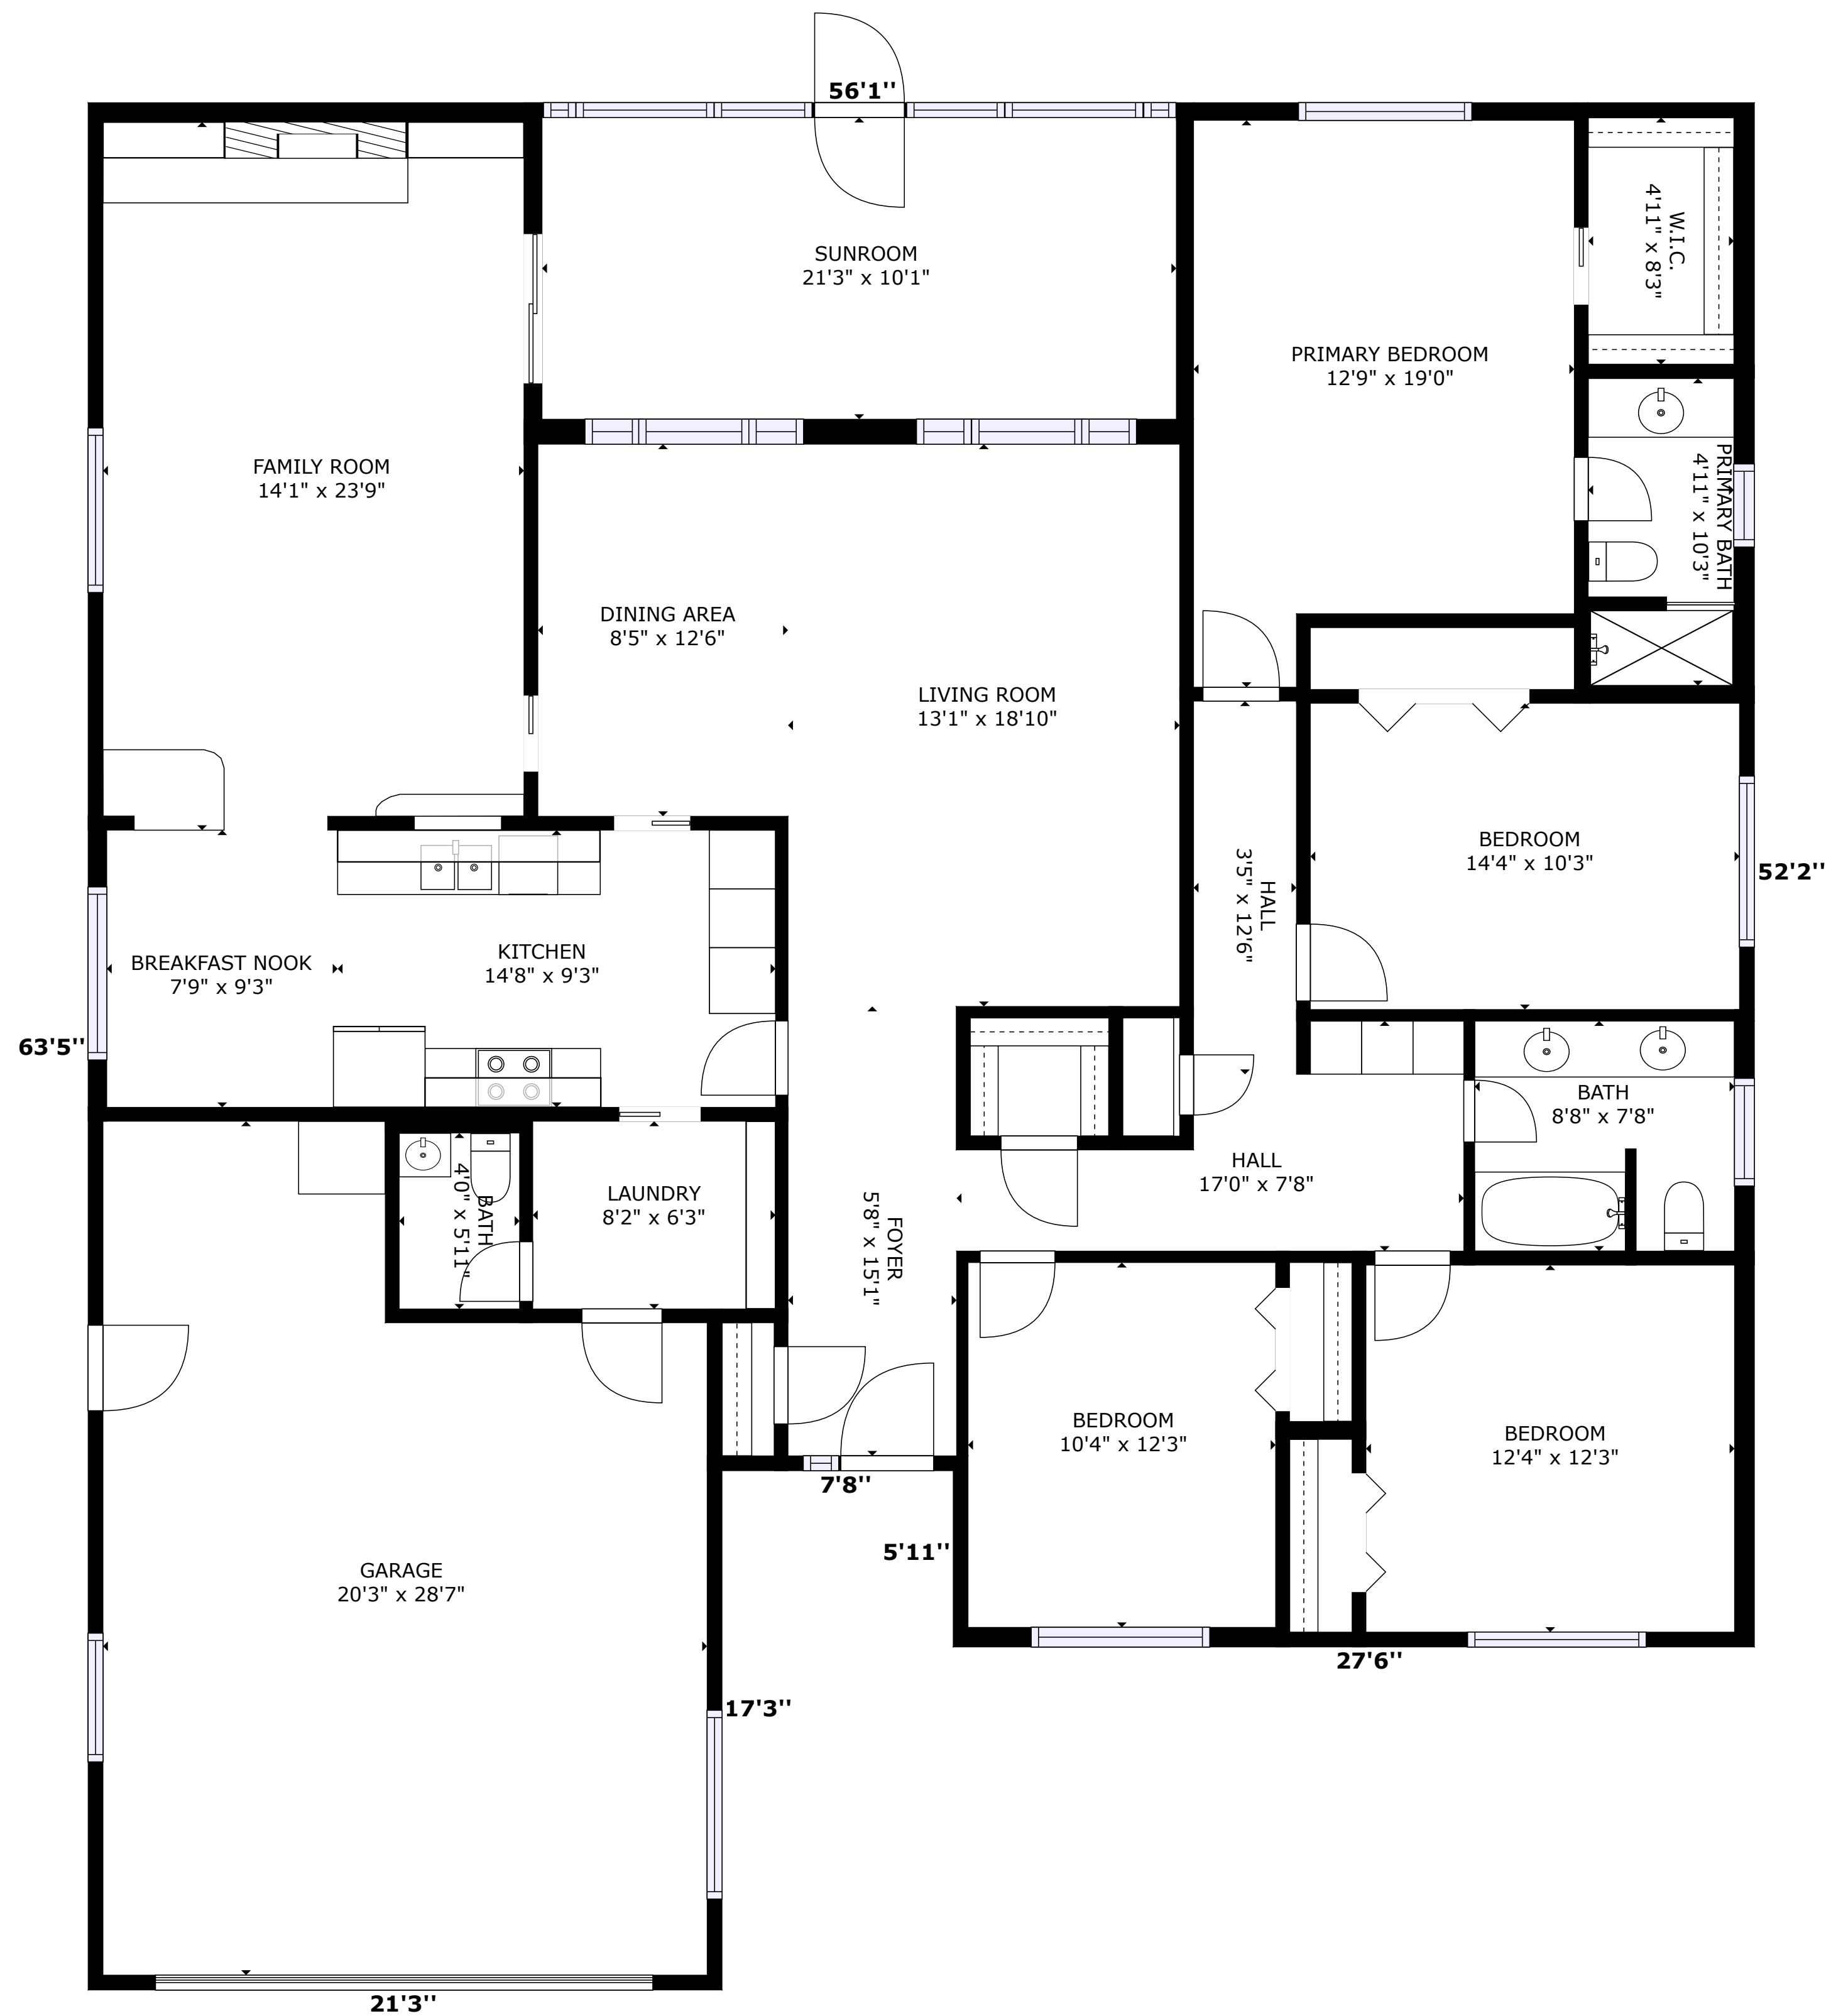 56'1''
SUNROOM
21'3" x 10'1"
W.I.C.
4'11" x 8'3"
PRIMARY BEDROOM
12'9" x 19'0"
FAMILY ROOM
14'1" x 23'9"
PRIMARY BATH
4'11" x 10'3"
DINING AREA
8'5" x 12'6"
LIVING ROOM
13'1" x 18'10"
BEDROOM
14'4" x 10'3"
52'2''
HALL
3'5" x 12'6"
KITCHEN
14'8" x 9'3"
BREAKFAST NOOK
7'9" x 9'3"
63'5''
BATH
8'8" x 7'8"
HALL
17'0" x 7'8"
LAUNDRY
8'2" x 6'3"
BATH
4'0" x 5'11"
FOYER
5'8" x 15'1"
BEDROOM
10'4" x 12'3"
BEDROOM
12'4" x 12'3"
7'8''
5'11''
GARAGE
20'3" x 28'7"
27'6''
17'3''
21'3''